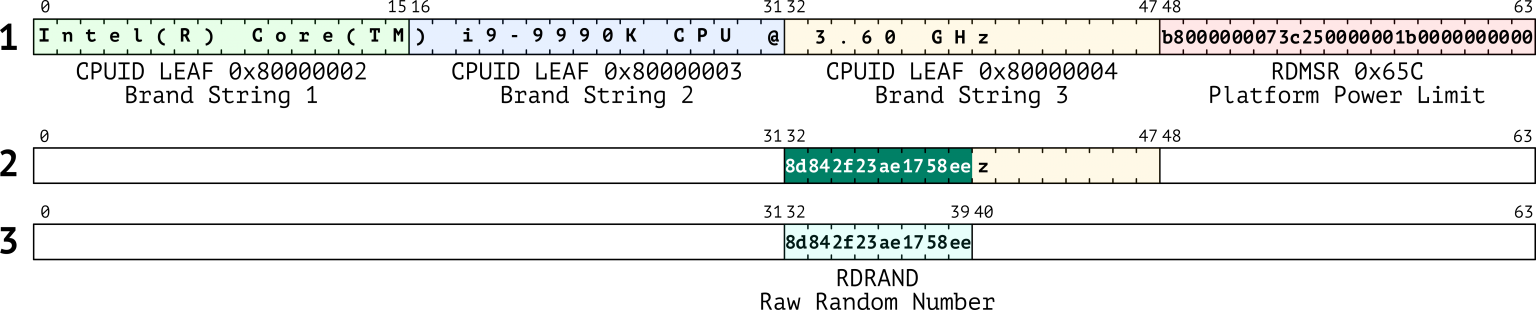 0 15 16 31 32 47 48 63
1 Intel(R) Core(TM) i9-9990K CPU @ 3.60 GHz b8000000073c250000001b0000000000
CPUID LEAF 0x80000002 CPUID LEAF 0x80000003 CPUID LEAF 0x80000004 RDMSR 0x65C
Brand String 1 Brand String 2 Brand String 3 Platform Power Limit
0 31 32 47 48 63
2 8d842f23ae1758ee z
0 31 32 39 40 63
3 8d842f23ae1758ee
RDRAND
Raw Random Number